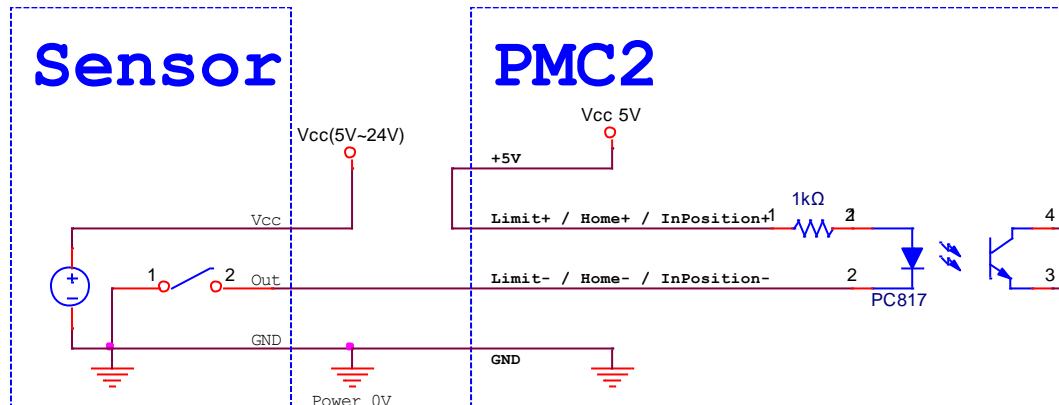 Sensor
PMC2
Vcc 5V
Vcc(5V~24V)
+5V
1kΩ
Vcc
Limit+ / Home+ / InPosition+
1
2
4
1
2
Out
Limit- / Home- / InPosition-
2
PC817
3
GND
GND
Power 0V